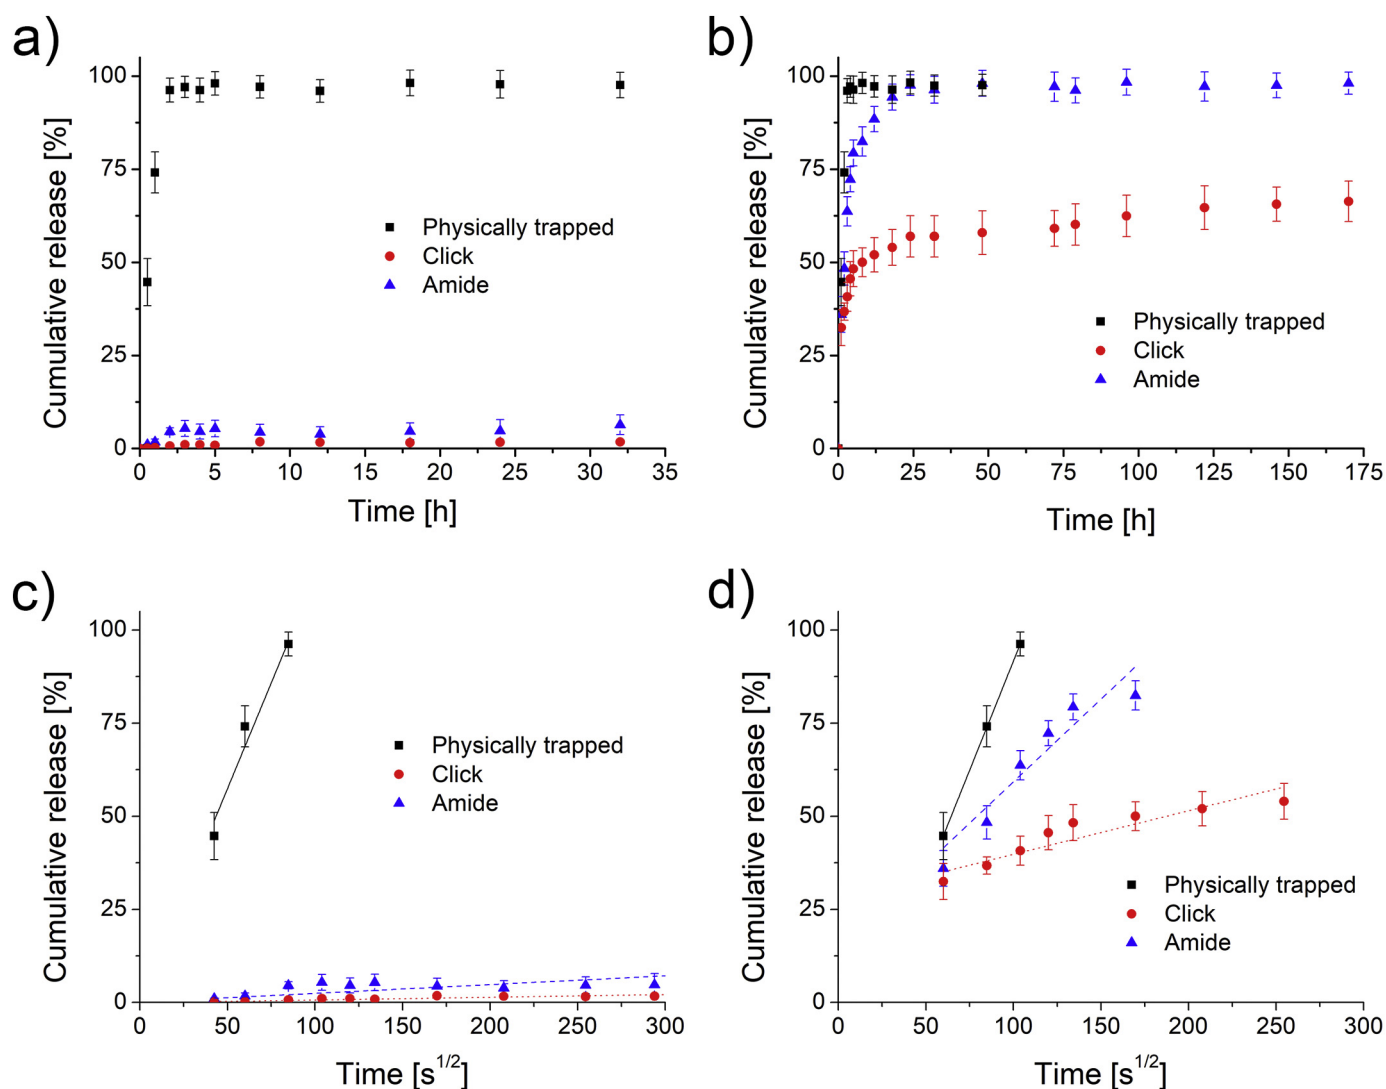 a)
Cumulative release [%]
100
75
50
25
0
Physically trapped
Click
Amide
0 5 10 15 20 25 30 35
Time [h]
b)
Cumulative release [%]
100
75
50
25
0
Physically trapped
Click
Amide
0 25 50 75 100 125 150 175
Time [h]
c)
Cumulative release [%]
100
75
50
25
0
Physically trapped
Click
Amide
0 50 100 150 200 250 300
Time [s^1/2]
d)
Cumulative release [%]
100
75
50
25
0
Physically trapped
Click
Amide
0 50 100 150 200 250 300
Time [s^1/2]